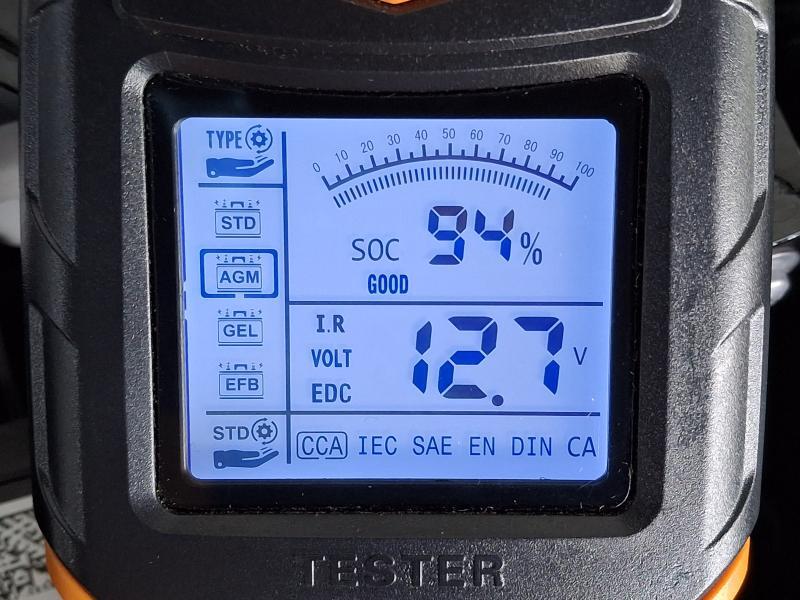 TYPE
0 10 20 30 40 50 60 70 80 90 100
STD
AGM
GEL
EFB
STD
SOC 94%
GOOD
I.R
VOLT
EDC
12.7 V
CCA IEC SAE EN DIN CA
TESTER